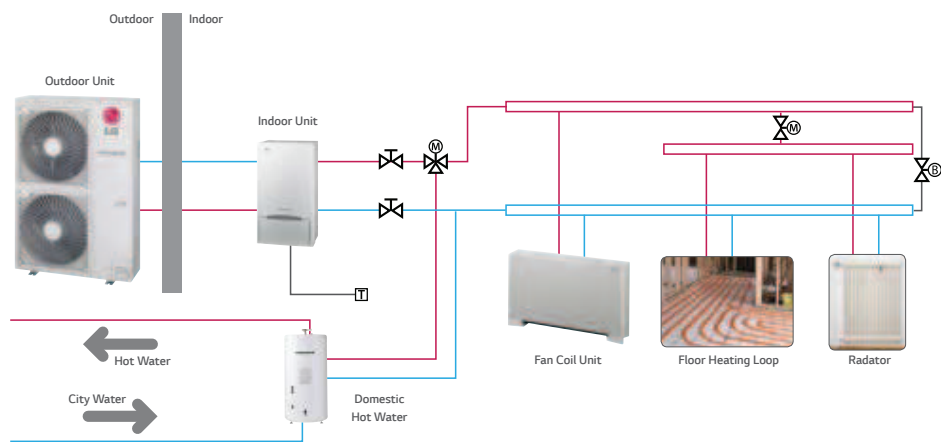 Outdoor
Indoor
Outdoor Unit
LG
Indoor Unit
M
M
B
T
Hot Water
City Water
Domestic
Hot Water
Fan Coil Unit
Floor Heating Loop
Radator